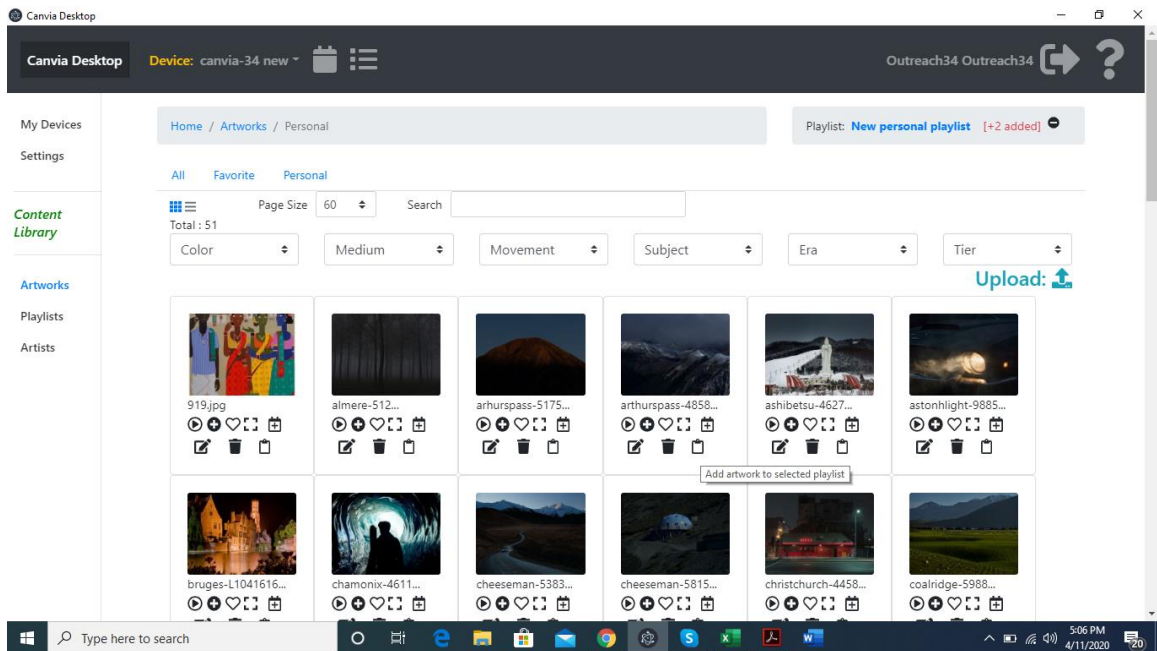 Canvia Desktop
Canvia Desktop Device: canvia-34 new Outreach34 Outreach34
My Devices
Settings
Content
Library
Artworks
Playlists
Artists
Home / Artworks / Personal
Playlist: New personal playlist [+2 added]
All Favorite Personal
Page Size 60 Search
Total : 51
Color Medium Movement Subject Era Tier
Upload:
919.jpg almere-512... arhurspass-5175... arthurspass-4858... ashibetsu-4627... astonhlight-9885...
Add artwork to selected playlist
bruges-L1041616... chamonix-4611... cheeseman-5383... cheeseman-5815... christchurch-4458... coalridge-5988...
Type here to search
5:06 PM
4/11/2020
20